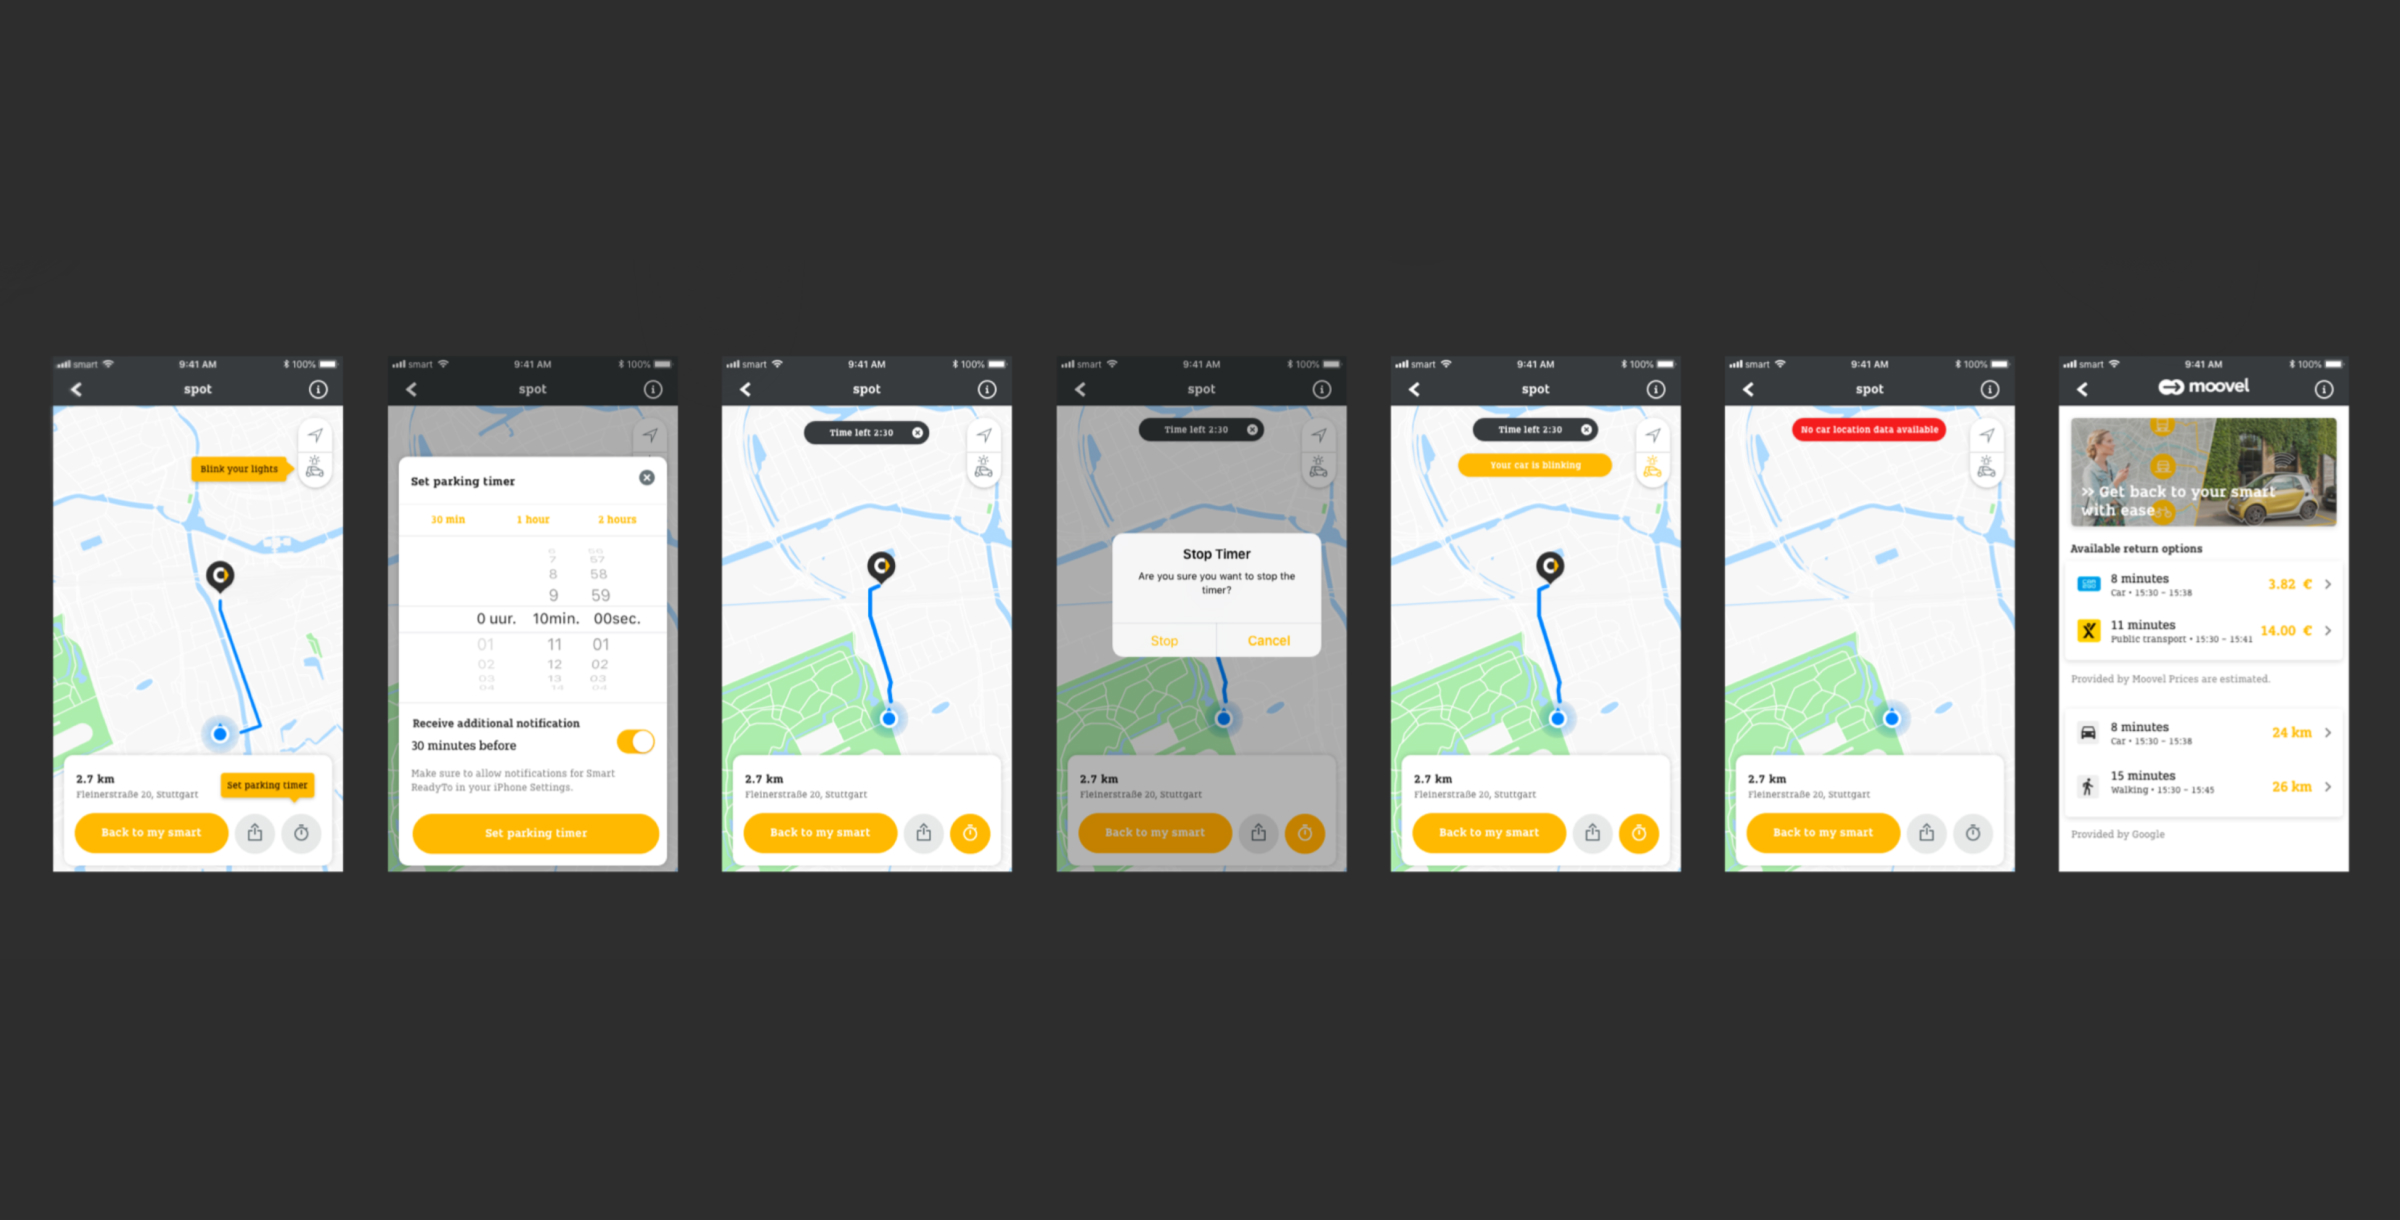 smart 9:41 AM 100%
spot
Blink your lights
2.7 km
Fleinerstraße 20, Stuttgart
Set parking timer
Back to my smart
smart 9:41 AM 100%
spot
Set parking timer
30 min 1 hour 2 hours
6 56
7 57
8 58
9 59
0 uur. 10min. 00sec.
01 11 01
02 12 02
03 13 03
04 14 04
Receive additional notification
30 minutes before
Make sure to allow notifications for Smart
ReadyTo in your iPhone Settings.
Set parking timer
smart 9:41 AM 100%
spot
Time left 2:30
2.7 km
Fleinerstraße 20, Stuttgart
Back to my smart
smart 9:41 AM 100%
spot
Time left 2:30
Stop Timer
Are you sure you want to stop the
timer?
Stop Cancel
2.7 km
Fleinerstraße 20, Stuttgart
Back to my smart
smart 9:41 AM 100%
spot
Time left 2:30
Your car is blinking
2.7 km
Fleinerstraße 20, Stuttgart
Back to my smart
smart 9:41 AM 100%
spot
No car location data available
2.7 km
Fleinerstraße 20, Stuttgart
Back to my smart
smart 9:41 AM 100%
moovel
>> Get back to your smart
with ease
Available return options
CAR2GO
8 minutes 3.82 €
Car • 15:30 – 15:38
11 minutes 14.00 €
Public transport • 15:30 – 15:41
Provided by Moovel Prices are estimated.
8 minutes 24 km
Car • 15:30 – 15:38
15 minutes 26 km
Walking • 15:30 – 15:45
Provided by Google